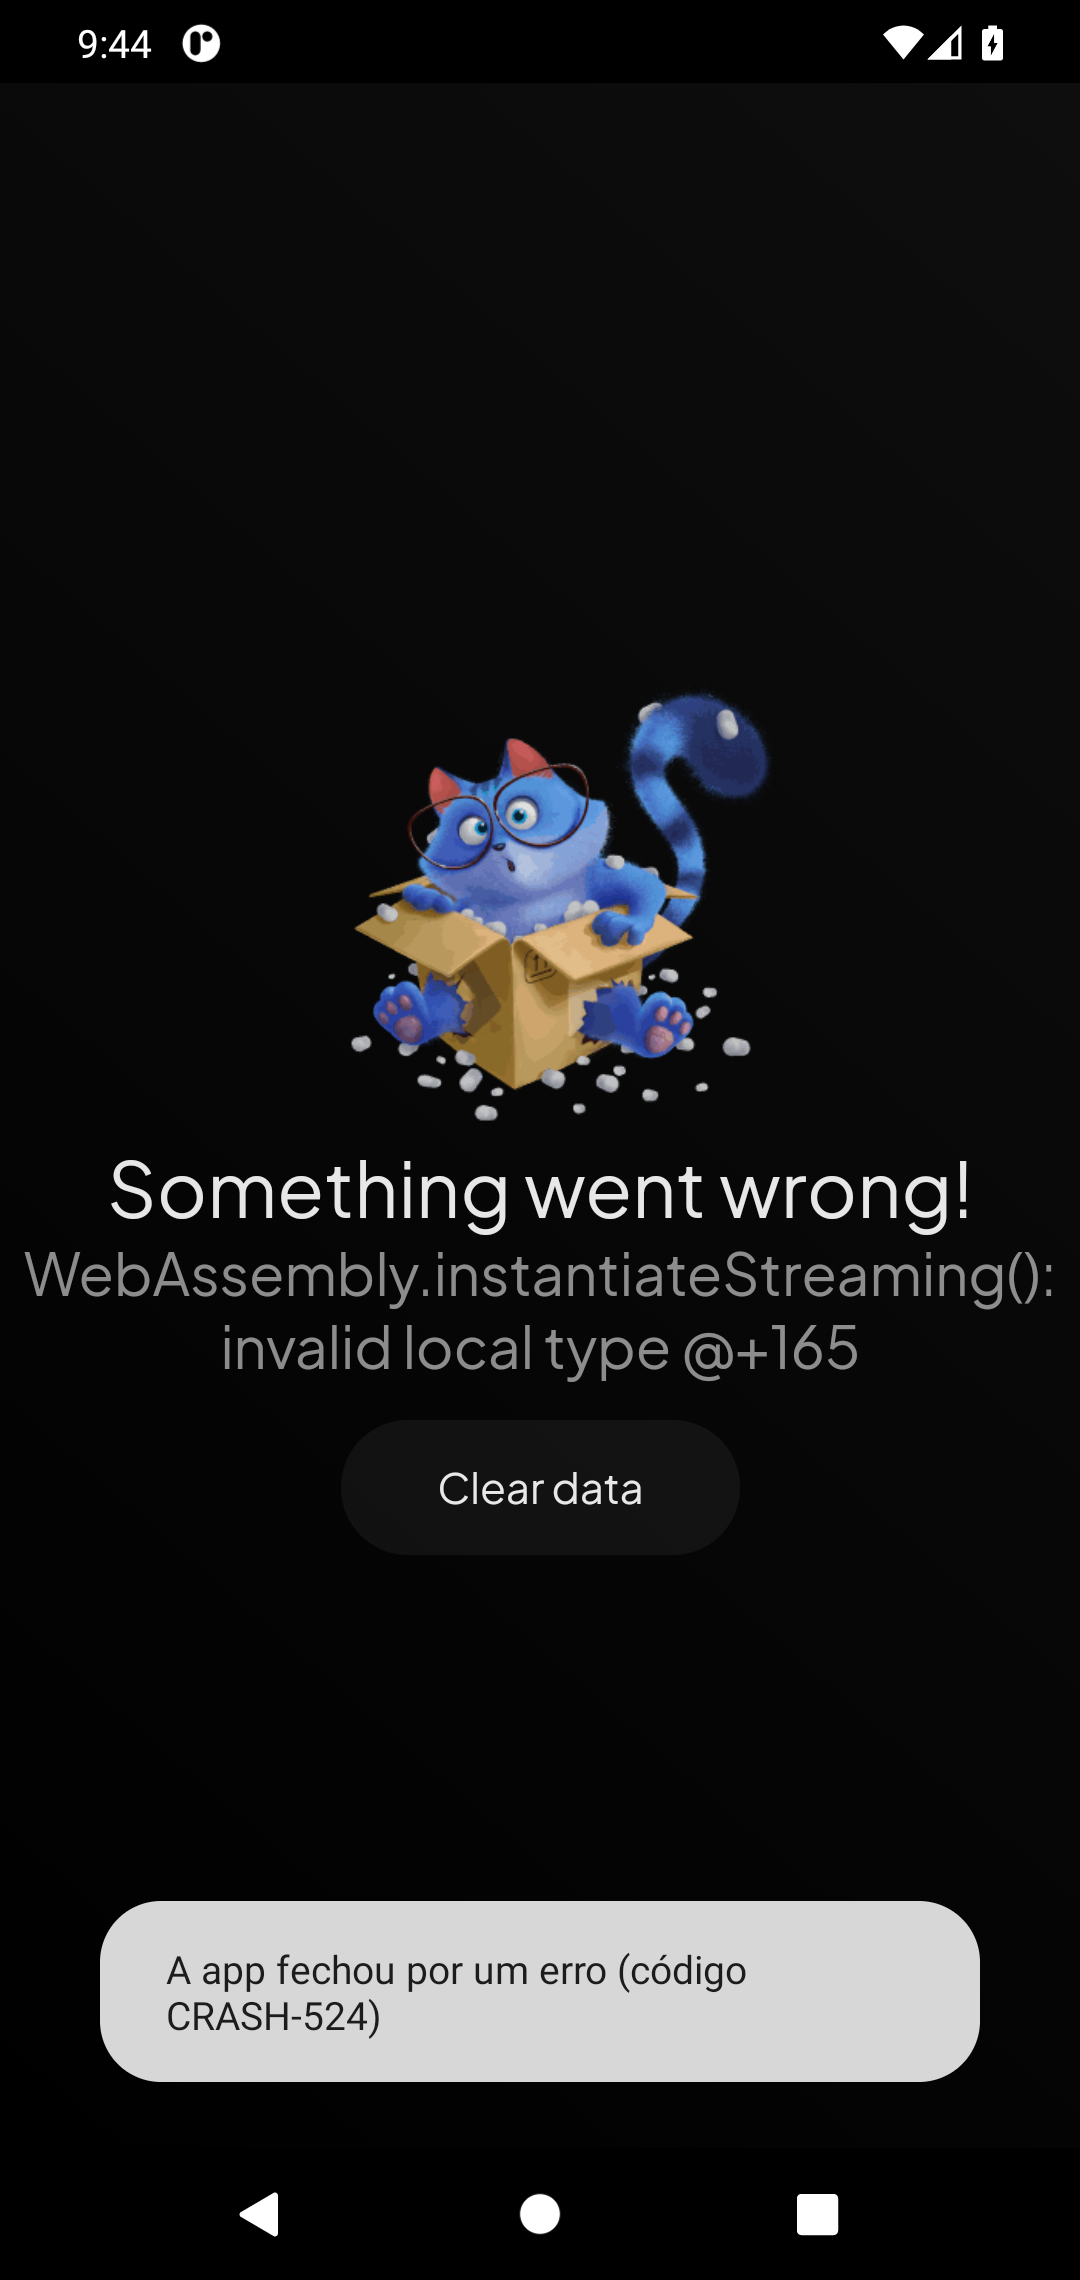 9:44
Something went wrong!
WebAssembly.instantiateStreaming():
invalid local type @+165
Clear data
A app fechou por um erro (código
CRASH-524)